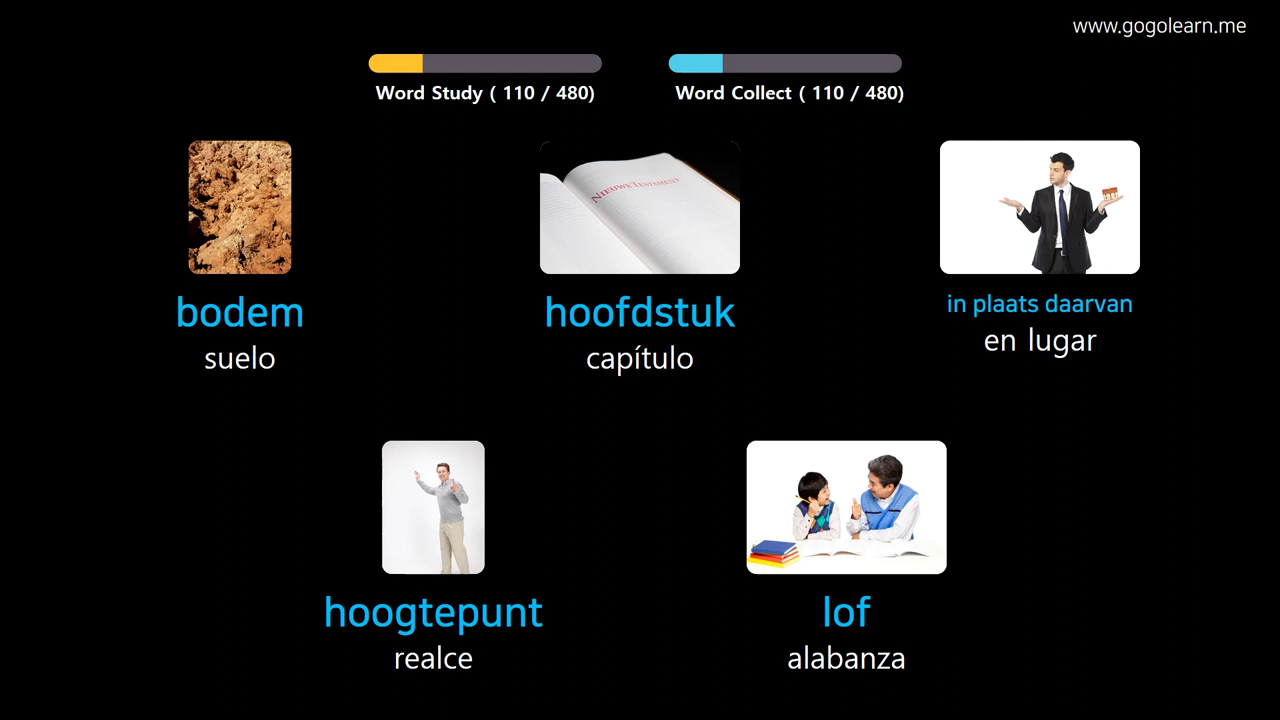 www.gogolearn.me
Word Study ( 110 / 480)
Word Collect ( 110 / 480)
NIEUWE TESTAMENT
bodem
suelo
hoofdstuk
capítulo
in plaats daarvan
en lugar
hoogtepunt
realce
lof
alabanza